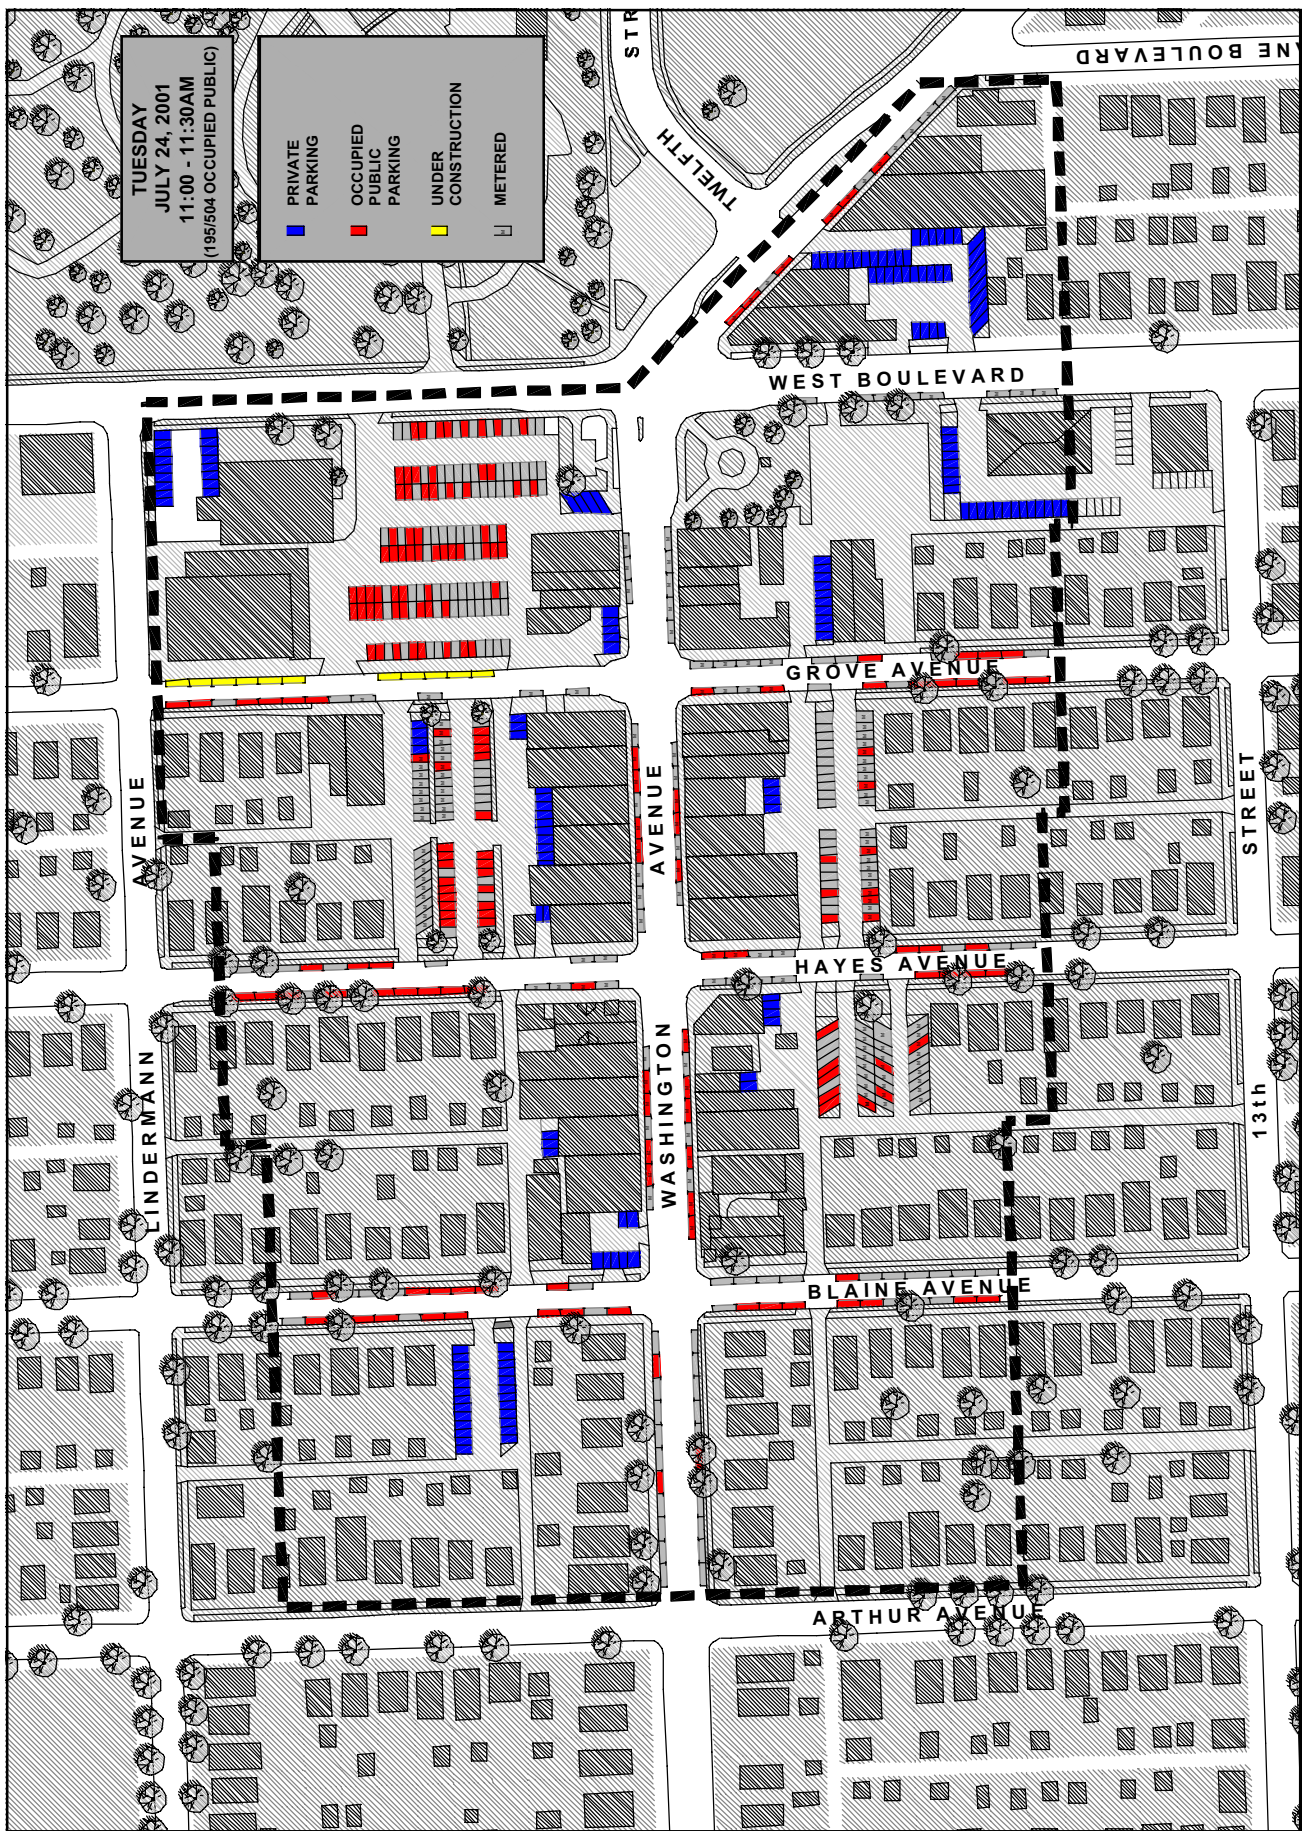 TUESDAY
JULY 24, 2001
11:00 - 11:30AM
(195/504 OCCUPIED PUBLIC)
PRIVATE
PARKING
OCCUPIED
PUBLIC
PARKING
UNDER
CONSTRUCTION
METERED
STR
TWELFTH
NE BOULEVARD
WEST BOULEVARD
GROVE AVENUE
HAYES AVENUE
BLAINE AVENUE
ARTHUR AVENUE
LINDERMANN AVENUE
WASHINGTON AVENUE
13th STREET